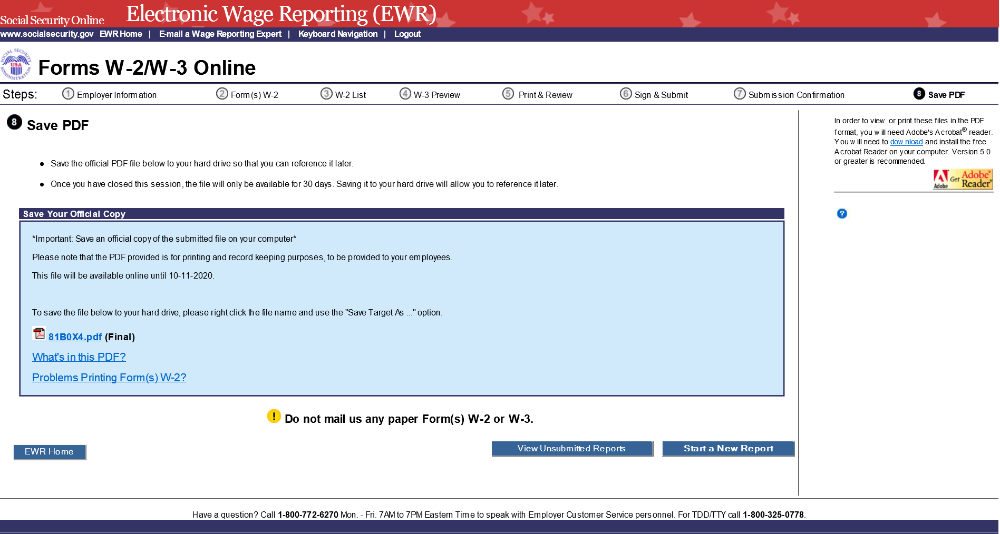 Social Security Online
Electronic Wage Reporting (EWR)
www.socialsecurity.gov EWR Home | E-mail a Wage Reporting Expert | Keyboard Navigation | Logout
SOCIAL SECURITY ADMINISTRATION
USA
Forms W-2/W-3 Online
Steps: 1 Employer Information 2 Form(s) W-2 3 W-2 List 4 W-3 Preview 5 Print & Review 6 Sign & Submit 7 Submission Confirmation 8 Save PDF
8 Save PDF
● Save the official PDF file below to your hard drive so that you can reference it later.
● Once you have closed this session, the file will only be available for 30 days. Saving it to your hard drive will allow you to reference it later.
Save Your Official Copy
*Important: Save an official copy of the submitted file on your computer*
Please note that the PDF provided is for printing and record keeping purposes, to be provided to your employees.
This file will be available online until 10-11-2020.
To save the file below to your hard drive, please right click the file name and use the "Save Target As ..." option.
81B0X4.pdf (Final)
What's in this PDF?
Problems Printing Form(s) W-2?
! Do not mail us any paper Form(s) W-2 or W-3.
EWR Home
View Unsubmitted Reports
Start a New Report
In order to view or print these files in the PDF
format, you will need Adobe's Acrobat® reader.
You will need to download and install the free
Acrobat Reader on your computer. Version 5.0
or greater is recommended.
Adobe
Get Adobe®
Reader®
?
Have a question? Call 1-800-772-6270 Mon. - Fri. 7AM to 7PM Eastern Time to speak with Employer Customer Service personnel. For TDD/TTY call 1-800-325-0778.